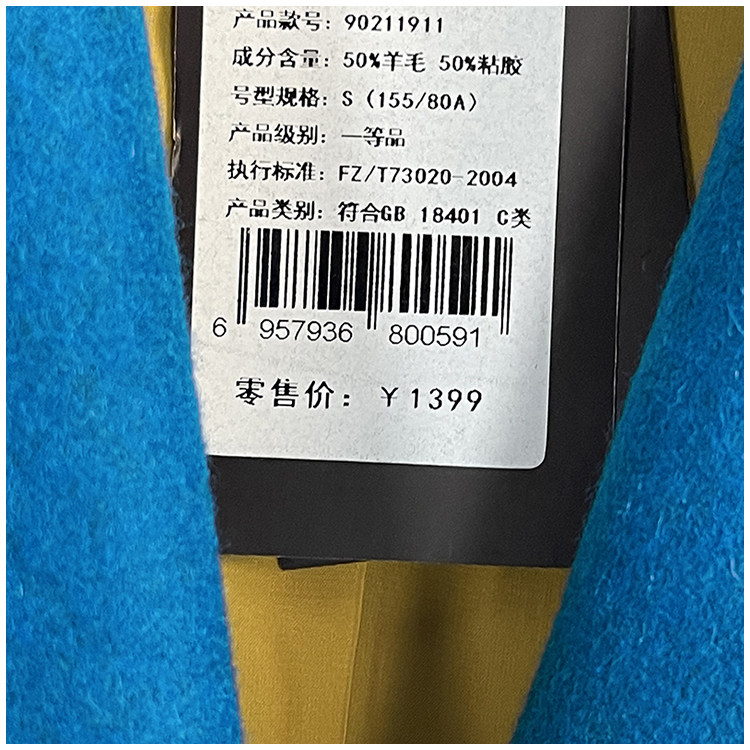 产品款号：90211911
成分含量：50%羊毛 50%粘胶
号型规格：S（155/80A）
产品级别：一等品
执行标准：FZ/T73020-2004
产品类别：符合GB 18401 C类
6 957936 800591
零售价：￥1399